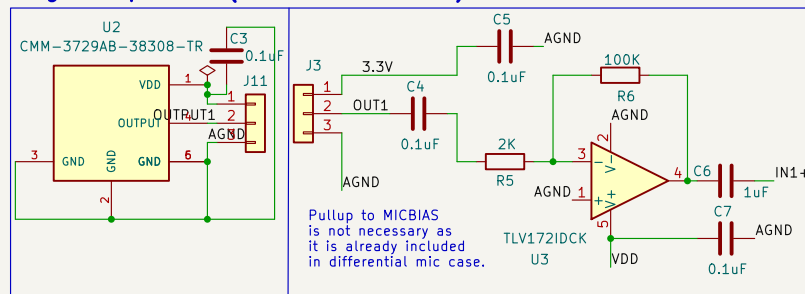 U2
CMM-3729AB-38308-TR
C3
0.1uF
VDD
1
J11
1
OUTPUT
OUTPUT1
2
3
GND
GND
GND
6
AGND
2
C5
AGND
0.1uF
J3
3.3V
1
C4
OUT1
2
0.1uF
3
AGND
2K
R5
100K
R6
AGND
2
V-
3
-
4
AGND
1
+
V+
5
TLV172IDCK
U3
VDD
C6
1uF
IN1+
C7
AGND
0.1uF
Pullup to MICBIAS
is not necessary as
it is already included
in differential mic case.